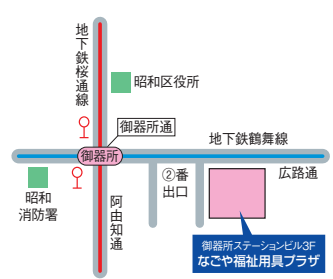 地下鉄桜通線
昭和区役所
御器所通
地下鉄鶴舞線
御器所
広路通
②番
出口
昭和
消防署
阿由知通
御器所ステーションビル3F
なごや福祉用具プラザ